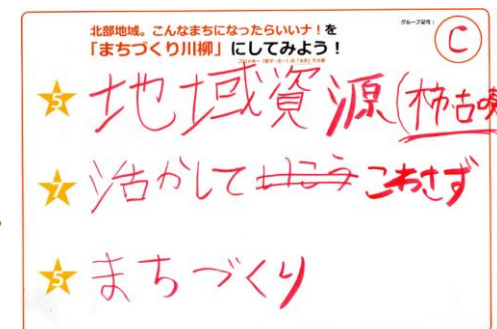 北部地域。こんなまちになったらいいナ！を
「まちづくり川柳」にしてみよう！
グループ記号：
C
5 地域資源(柿古
7 活かして いこう こわさず
5 まちづくり